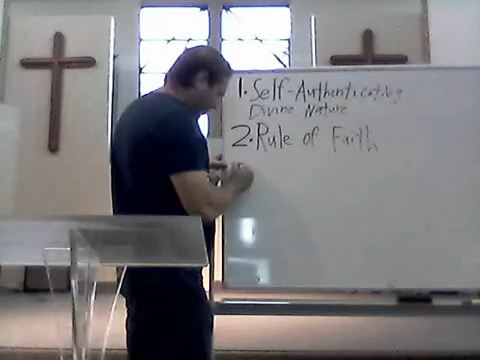 1. Self-Authenticating
Divine Nature
2. Rule of Faith